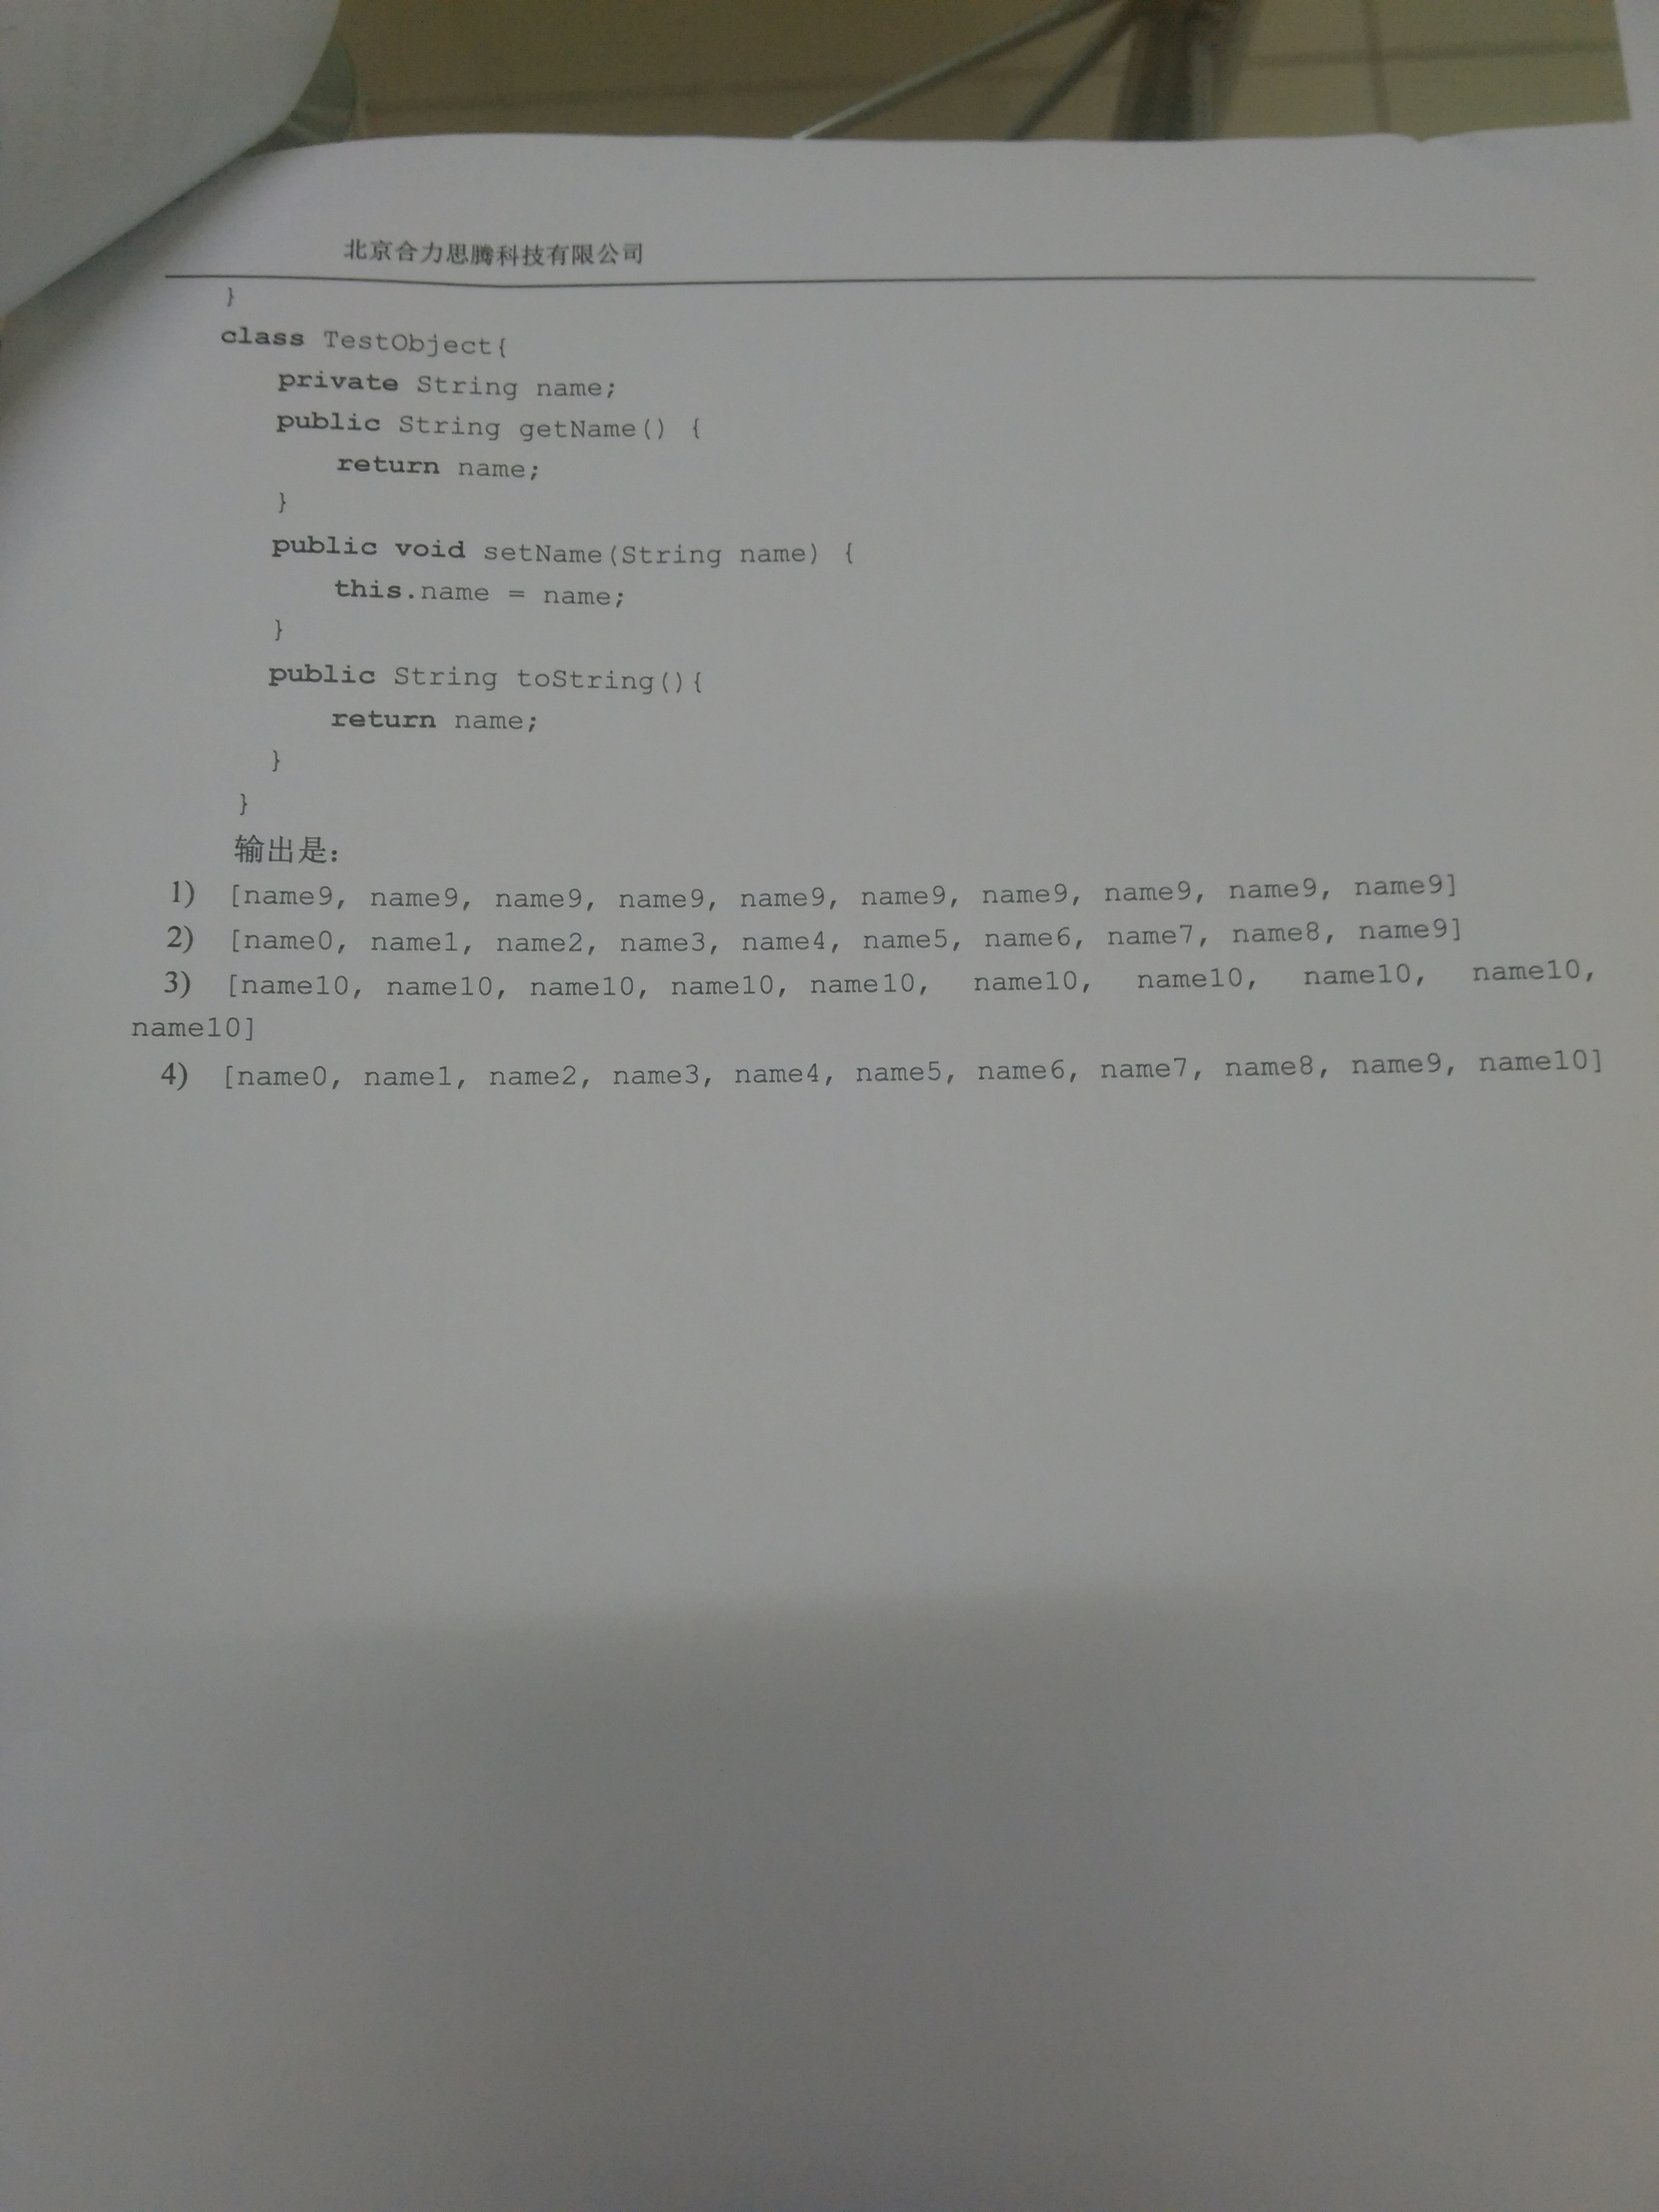 北京合力思腾科技有限公司
}
class TestObject{
private String name;
public String getName() {
return name;
}
public void setName(String name) {
this.name = name;
}
public String toString(){
return name;
}
}
输出是：
1) [name9, name9, name9, name9, name9, name9, name9, name9, name9, name9]
2) [name0, name1, name2, name3, name4, name5, name6, name7, name8, name9]
3) [name10, name10, name10, name10, name10, name10, name10, name10, name10,
name10]
4) [name0, name1, name2, name3, name4, name5, name6, name7, name8, name9, name10]